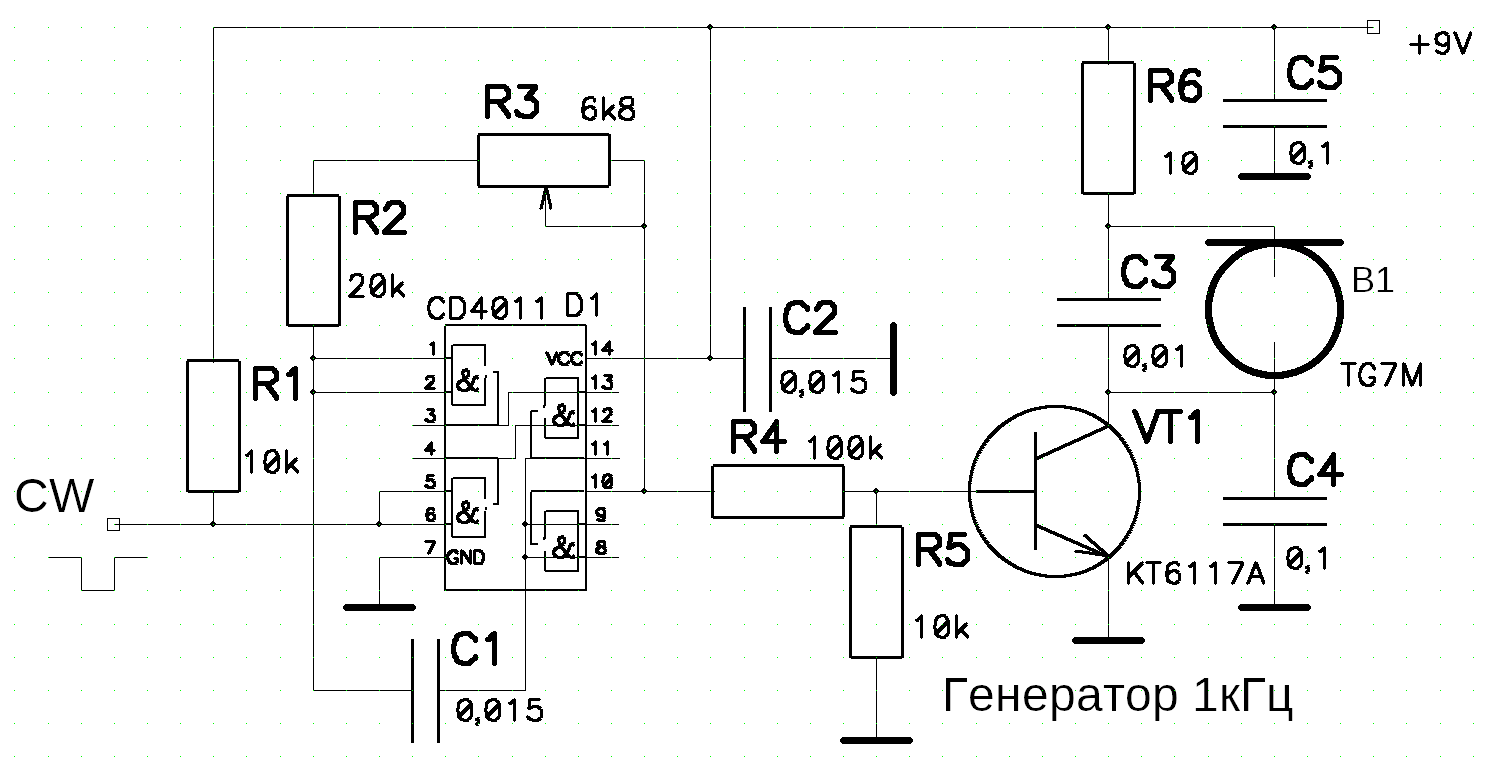 +9V
C5
R6
R3 6k8
0,1
10
R2
C3
B1
20k
CD4011 D1
C2
1 VCC 14
0,01
TG7M
R1
2 & 13
0,015
3 & 12
VT1
R4 100k
10k
4 11
C4
CW
5 10
6 & 9
7 GND & 8
R5
0,1
KT6117A
10k
C1
0,015
Генератор 1кГц